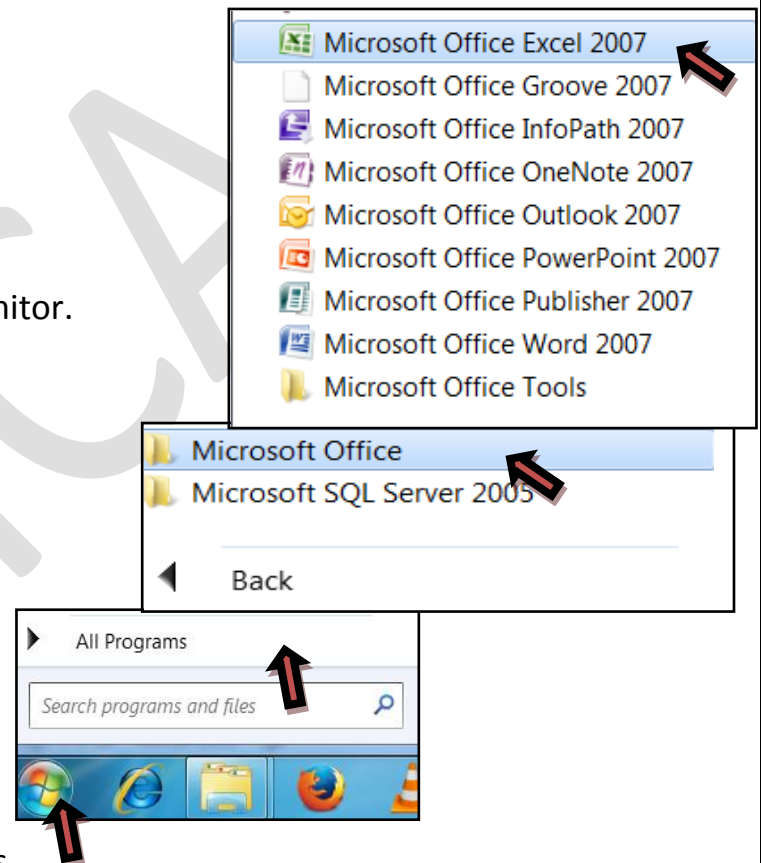 Microsoft Office Excel 2007
Microsoft Office Groove 2007
Microsoft Office InfoPath 2007
Microsoft Office OneNote 2007
Microsoft Office Outlook 2007
Microsoft Office PowerPoint 2007
nitor.
Microsoft Office Publisher 2007
Microsoft Office Word 2007
Microsoft Office Tools
Microsoft Office
Microsoft SQL Server 2005
Back
All Programs
Search programs and files